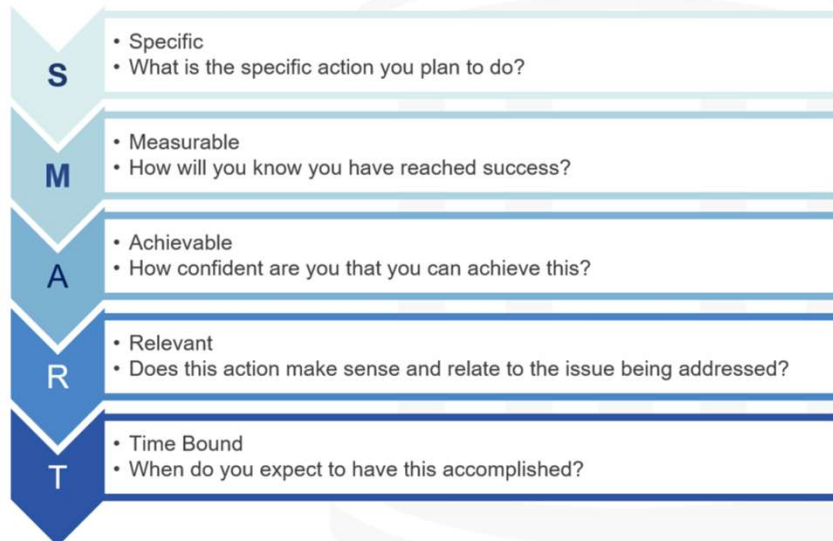 S
• Specific
• What is the specific action you plan to do?
M
• Measurable
• How will you know you have reached success?
A
• Achievable
• How confident are you that you can achieve this?
R
• Relevant
• Does this action make sense and relate to the issue being addressed?
T
• Time Bound
• When do you expect to have this accomplished?